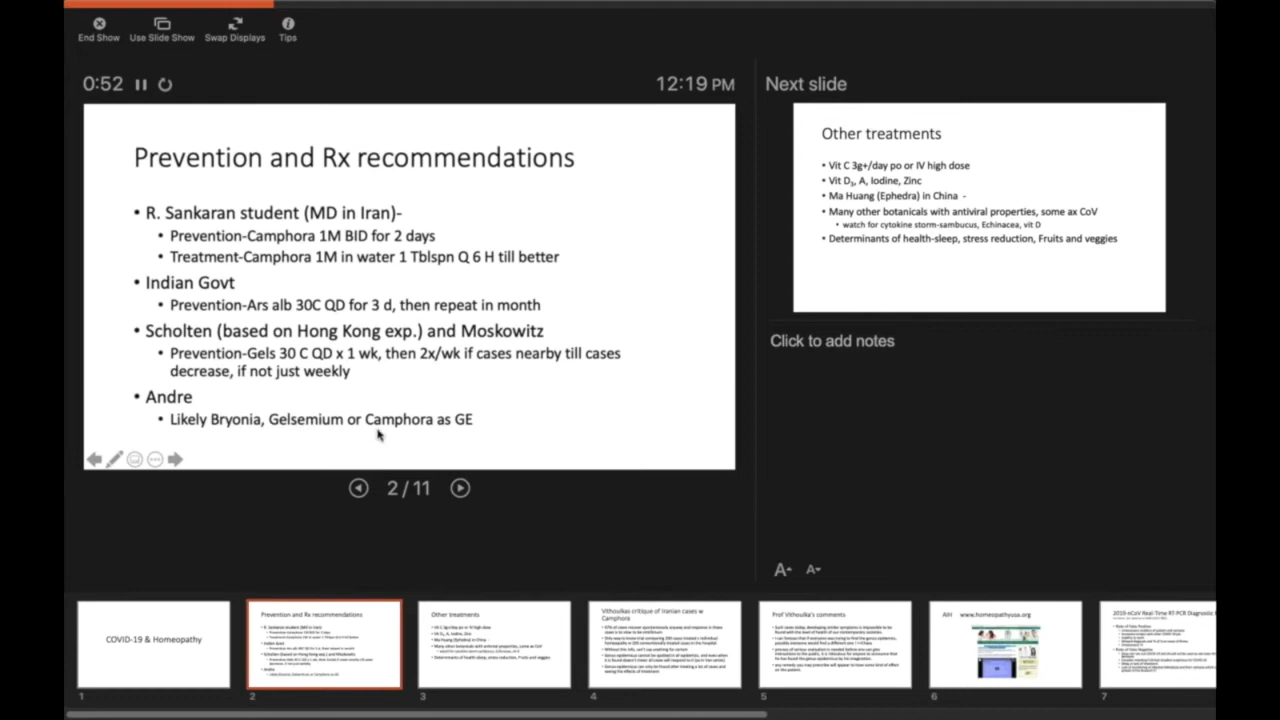 End Show
Use Slide Show
Swap Displays
Tips
0:52
12:19 PM
Prevention and Rx recommendations
• R. Sankaran student (MD in Iran)-
• Prevention-Camphora 1M BID for 2 days
• Treatment-Camphora 1M in water 1 Tblspn Q 6 H till better
• Indian Govt
• Prevention-Ars alb 30C QD for 3 d, then repeat in month
• Scholten (based on Hong Kong exp.) and Moskowitz
• Prevention-Gels 30 C QD x 1 wk, then 2x/wk if cases nearby till cases
decrease, if not just weekly
• Andre
• Likely Bryonia, Gelsemium or Camphora as GE
2 / 11
Next slide
Other treatments
• Vit C 3g+/day po or IV high dose
• Vit D3, A, Iodine, Zinc
• Ma Huang (Ephedra) in China -
• Many other botanicals with antiviral properties, some ax CoV
• watch for cytokine storm-sambucus, Echinacea, vit D
• Determinants of health-sleep, stress reduction, Fruits and veggies
Click to add notes
A A
COVID-19 & Homeopathy
1
Prevention and Rx recommendations
2
Other treatments
3
Vithoulkas critique of Iranian cases w
Camphora
4
Prof Vithoulka's comments
5
AIH www.homeopathyusa.org
6
2019-nCoV Real-Time RT-PCR Diagnostic
7